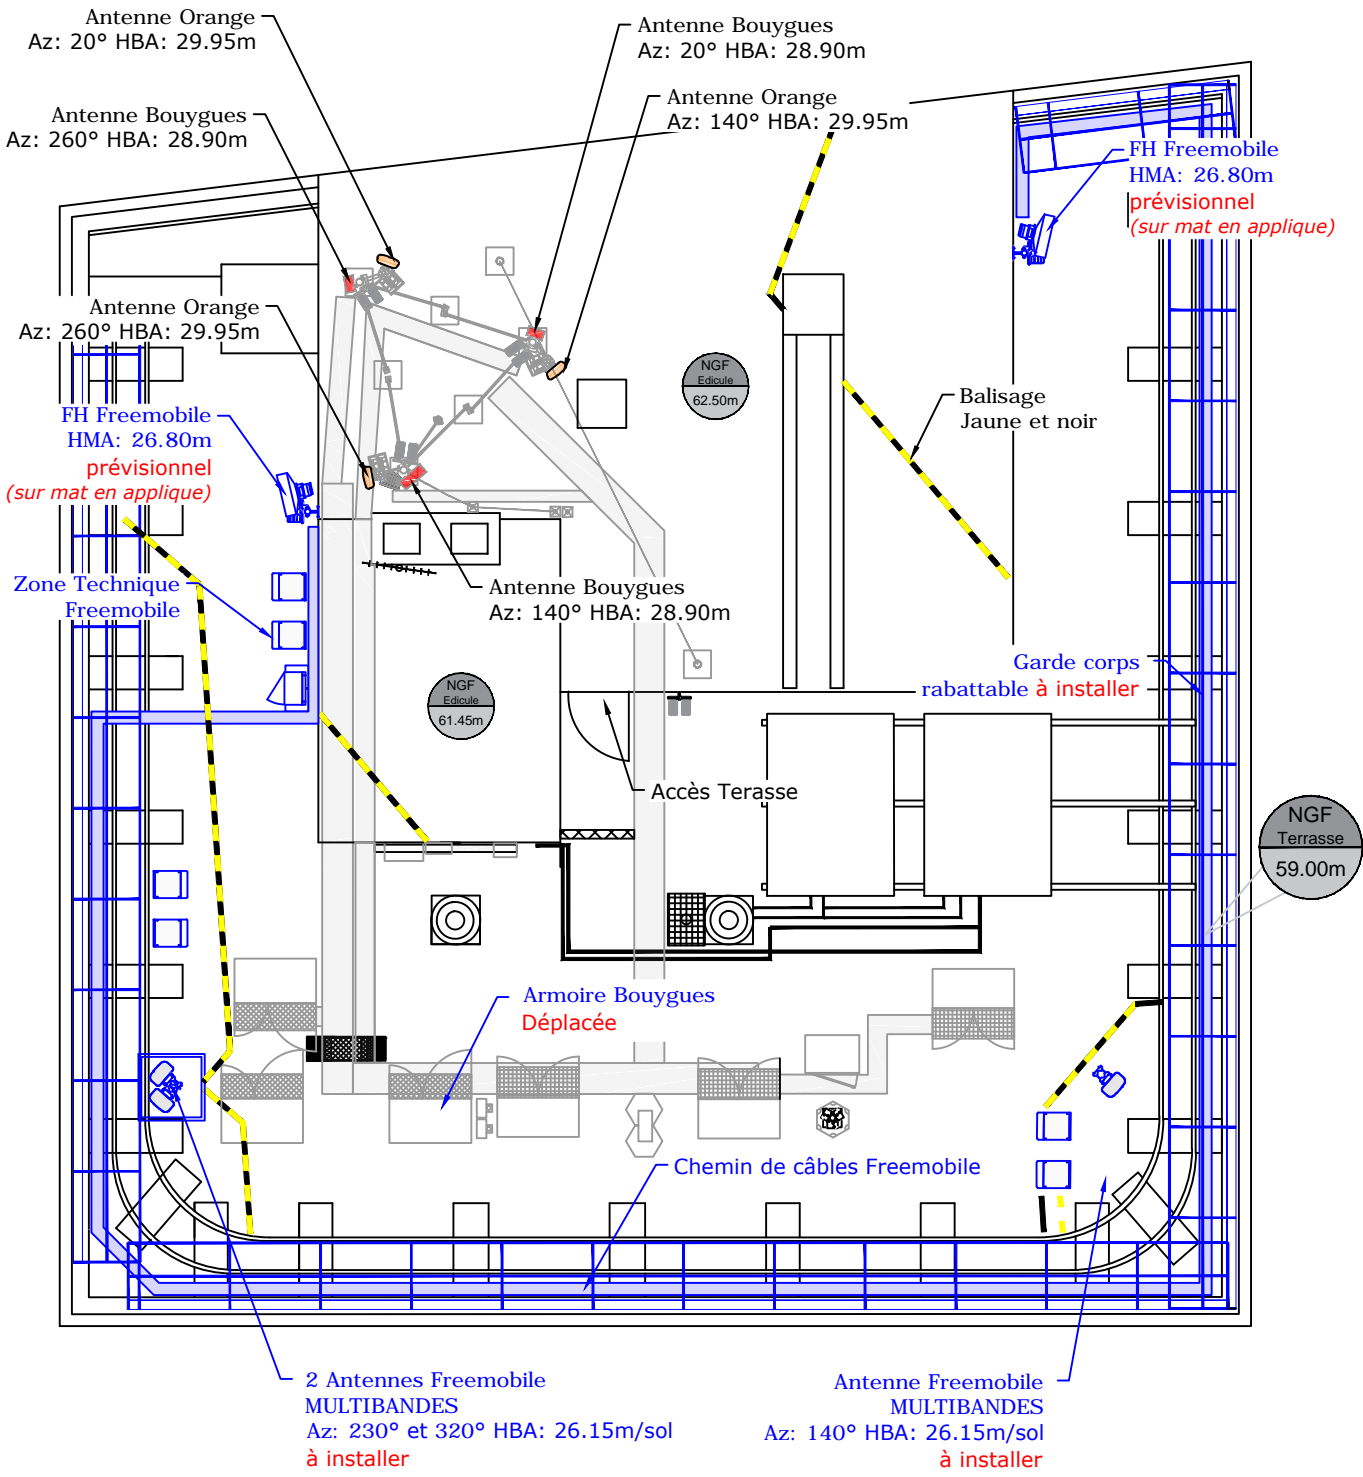 Antenne Orange
Az: 20° HBA: 29.95m
Antenne Bouygues
Az: 20° HBA: 28.90m
Antenne Bouygues
Az: 260° HBA: 28.90m
Antenne Orange
Az: 140° HBA: 29.95m
FH Freemobile
HMA: 26.80m
prévisionnel
(sur mat en applique)
Antenne Orange
Az: 260° HBA: 29.95m
NGF
Edicule
62.50m
Balisage
Jaune et noir
FH Freemobile
HMA: 26.80m
prévisionnel
(sur mat en applique)
Zone Technique
Freemobile
Antenne Bouygues
Az: 140° HBA: 28.90m
Garde corps
rabattable à installer
NGF
Edicule
61.45m
Accès Terasse
NGF
Terrasse
59.00m
Armoire Bouygues
Déplacée
Chemin de câbles Freemobile
2 Antennes Freemobile
MULTIBANDES
Az: 230° et 320° HBA: 26.15m/sol
à installer
Antenne Freemobile
MULTIBANDES
Az: 140° HBA: 26.15m/sol
à installer